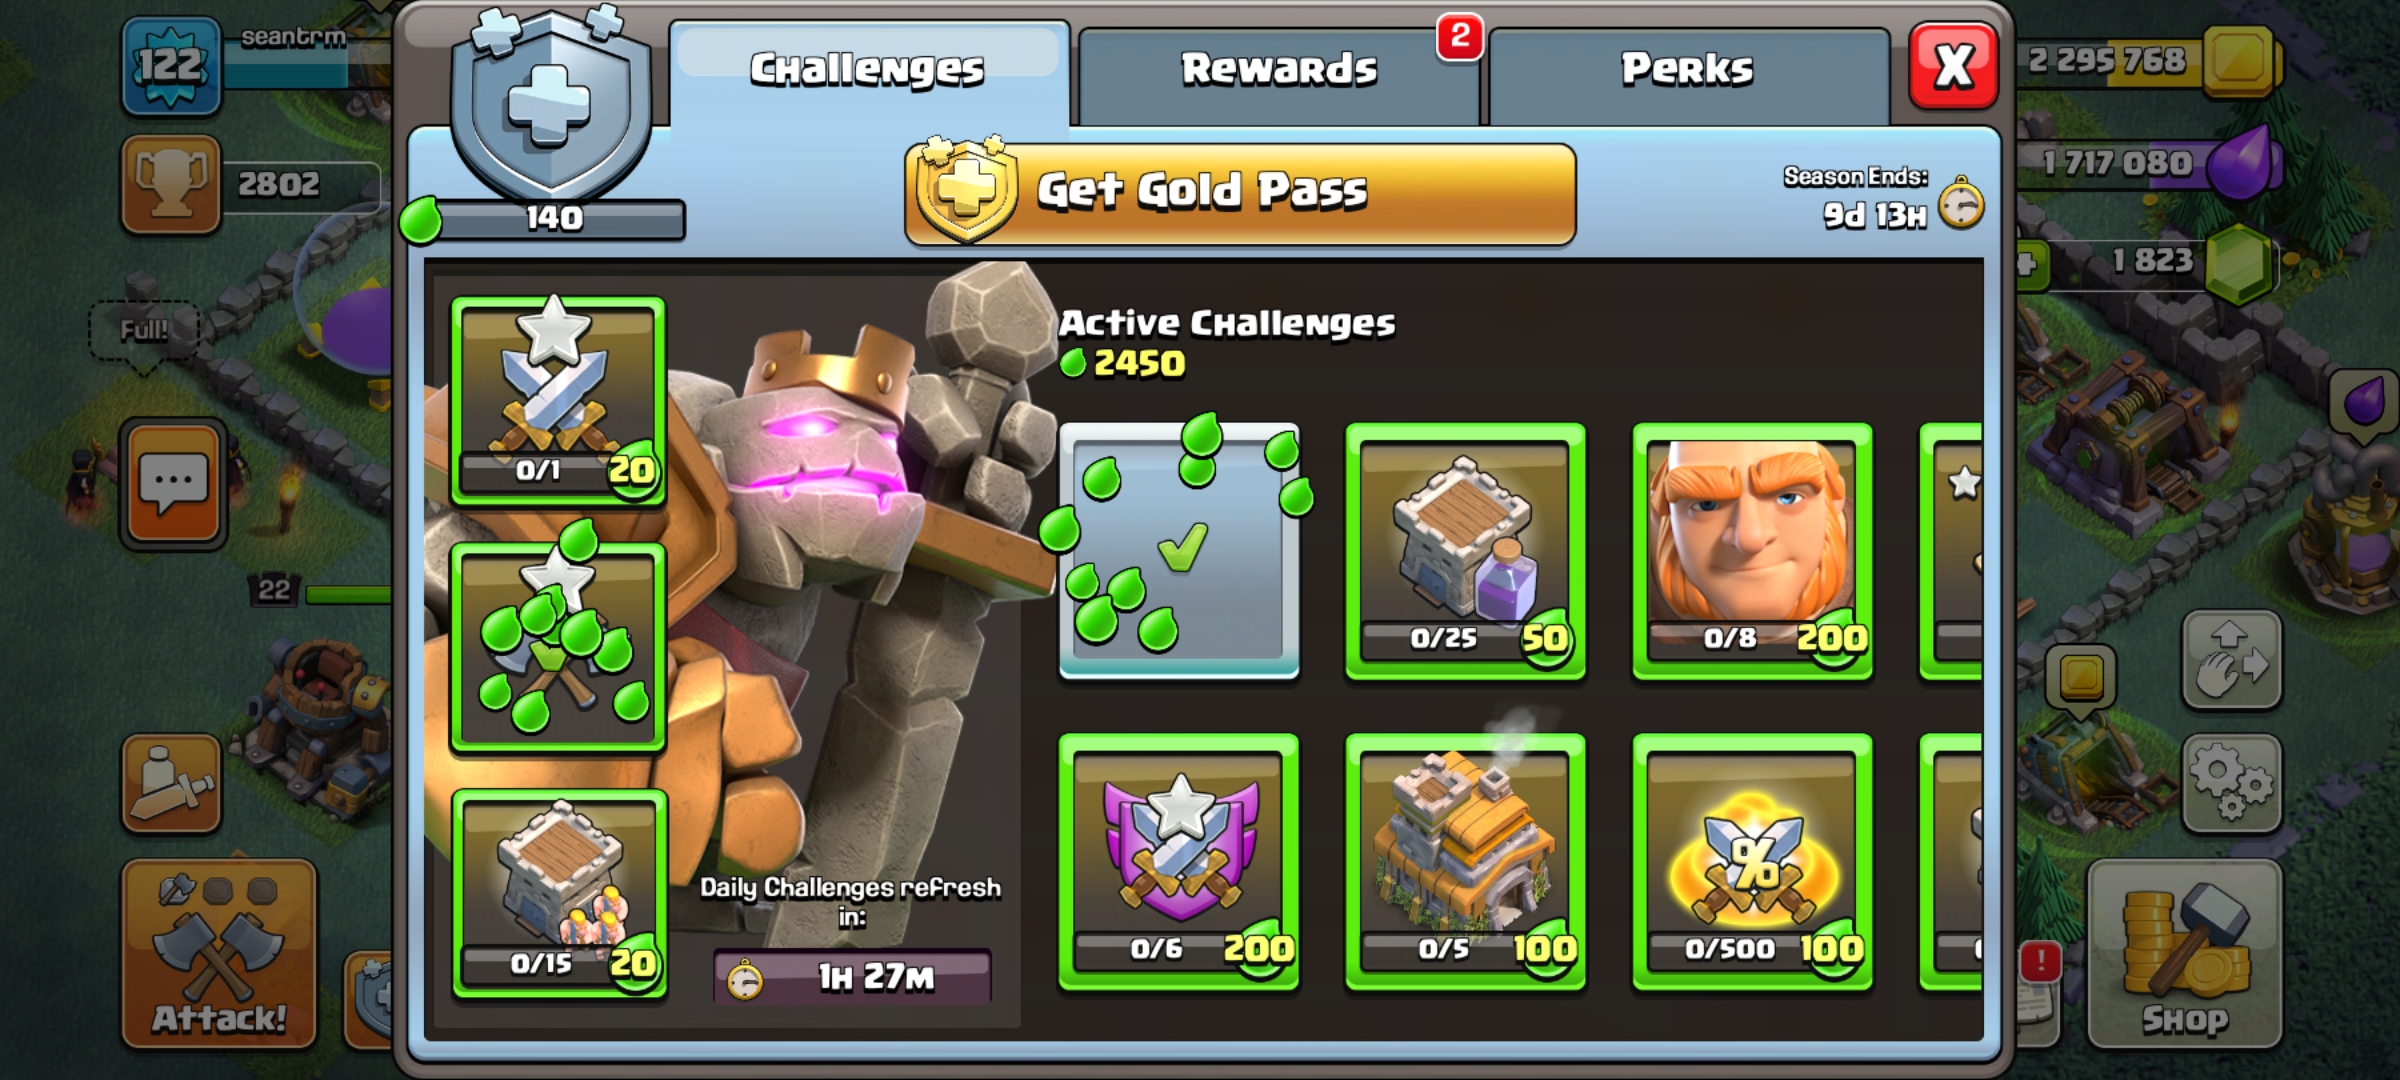 122
seantrm
2802
Full!
22
Attack!
Challenges
Rewards
2
Perks
X
140
Get Gold Pass
Season Ends:
9d 13H
2 295 768
1 717 080
1 823
0/1
20
0/15
20
Daily Challenges refresh
in:
1H 27M
Active Challenges
2450
0/25
50
0/8
200
0/6
200
0/5
100
%
0/500
100
!
Shop